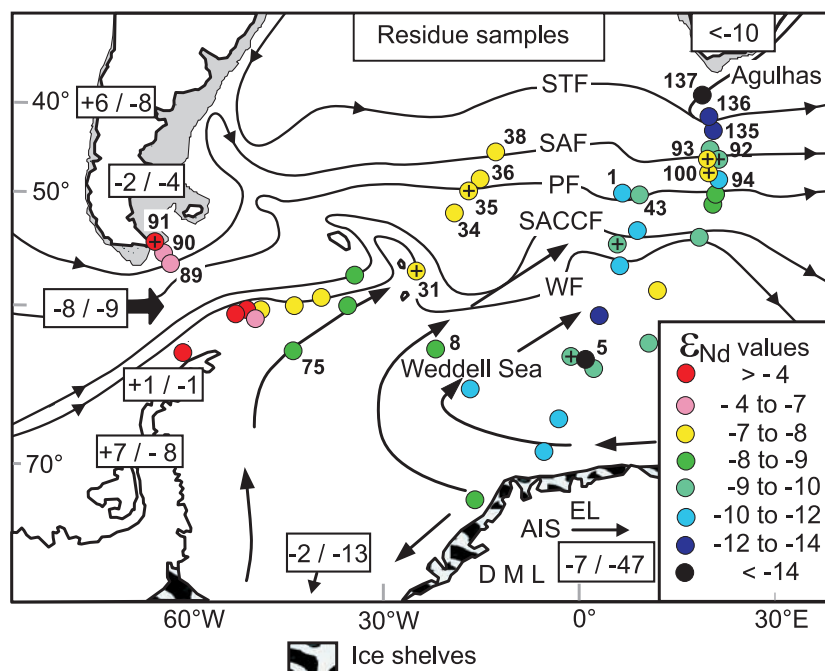 Residue samples
<-10
137
Agulhas
STF
136
40°
+6 / -8
135
38
SAF
93
92
-2 / -4
36
100
50°
PF
1
94
35
43
91
34
SACCF
90
89
31
WF
-8 / -9
8
5
75
Weddell Sea
+1 / -1
70°
+7 / - 8
EL
AIS
-2 / -13
D M L
-7 / -47
εNd values
> - 4
- 4 to -7
-7 to -8
-8 to -9
-9 to -10
-10 to -12
-12 to -14
< -14
60°W
30°W
0°
30°E
Ice shelves